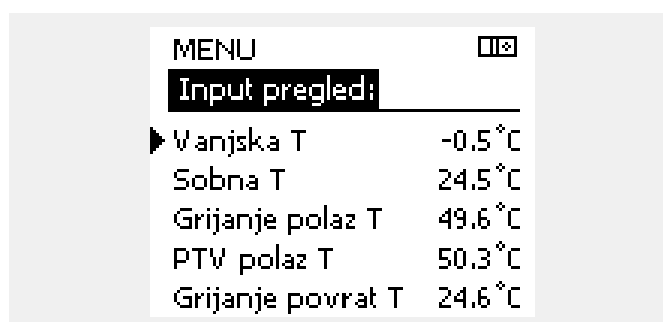 MENU
Input pregled:
Vanjska T -0.5°C
Sobna T 24.5°C
Grijanje polaz T 49.6°C
PTV polaz T 50.3°C
Grijanje povrat T 24.6°C